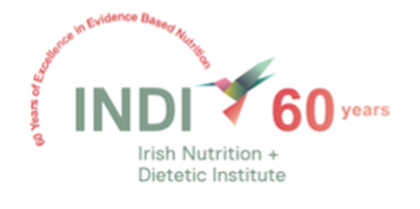 60 Years of Excellence in Evidence Based Nutrition
INDI 60 years
Irish Nutrition +
Dietetic Institute